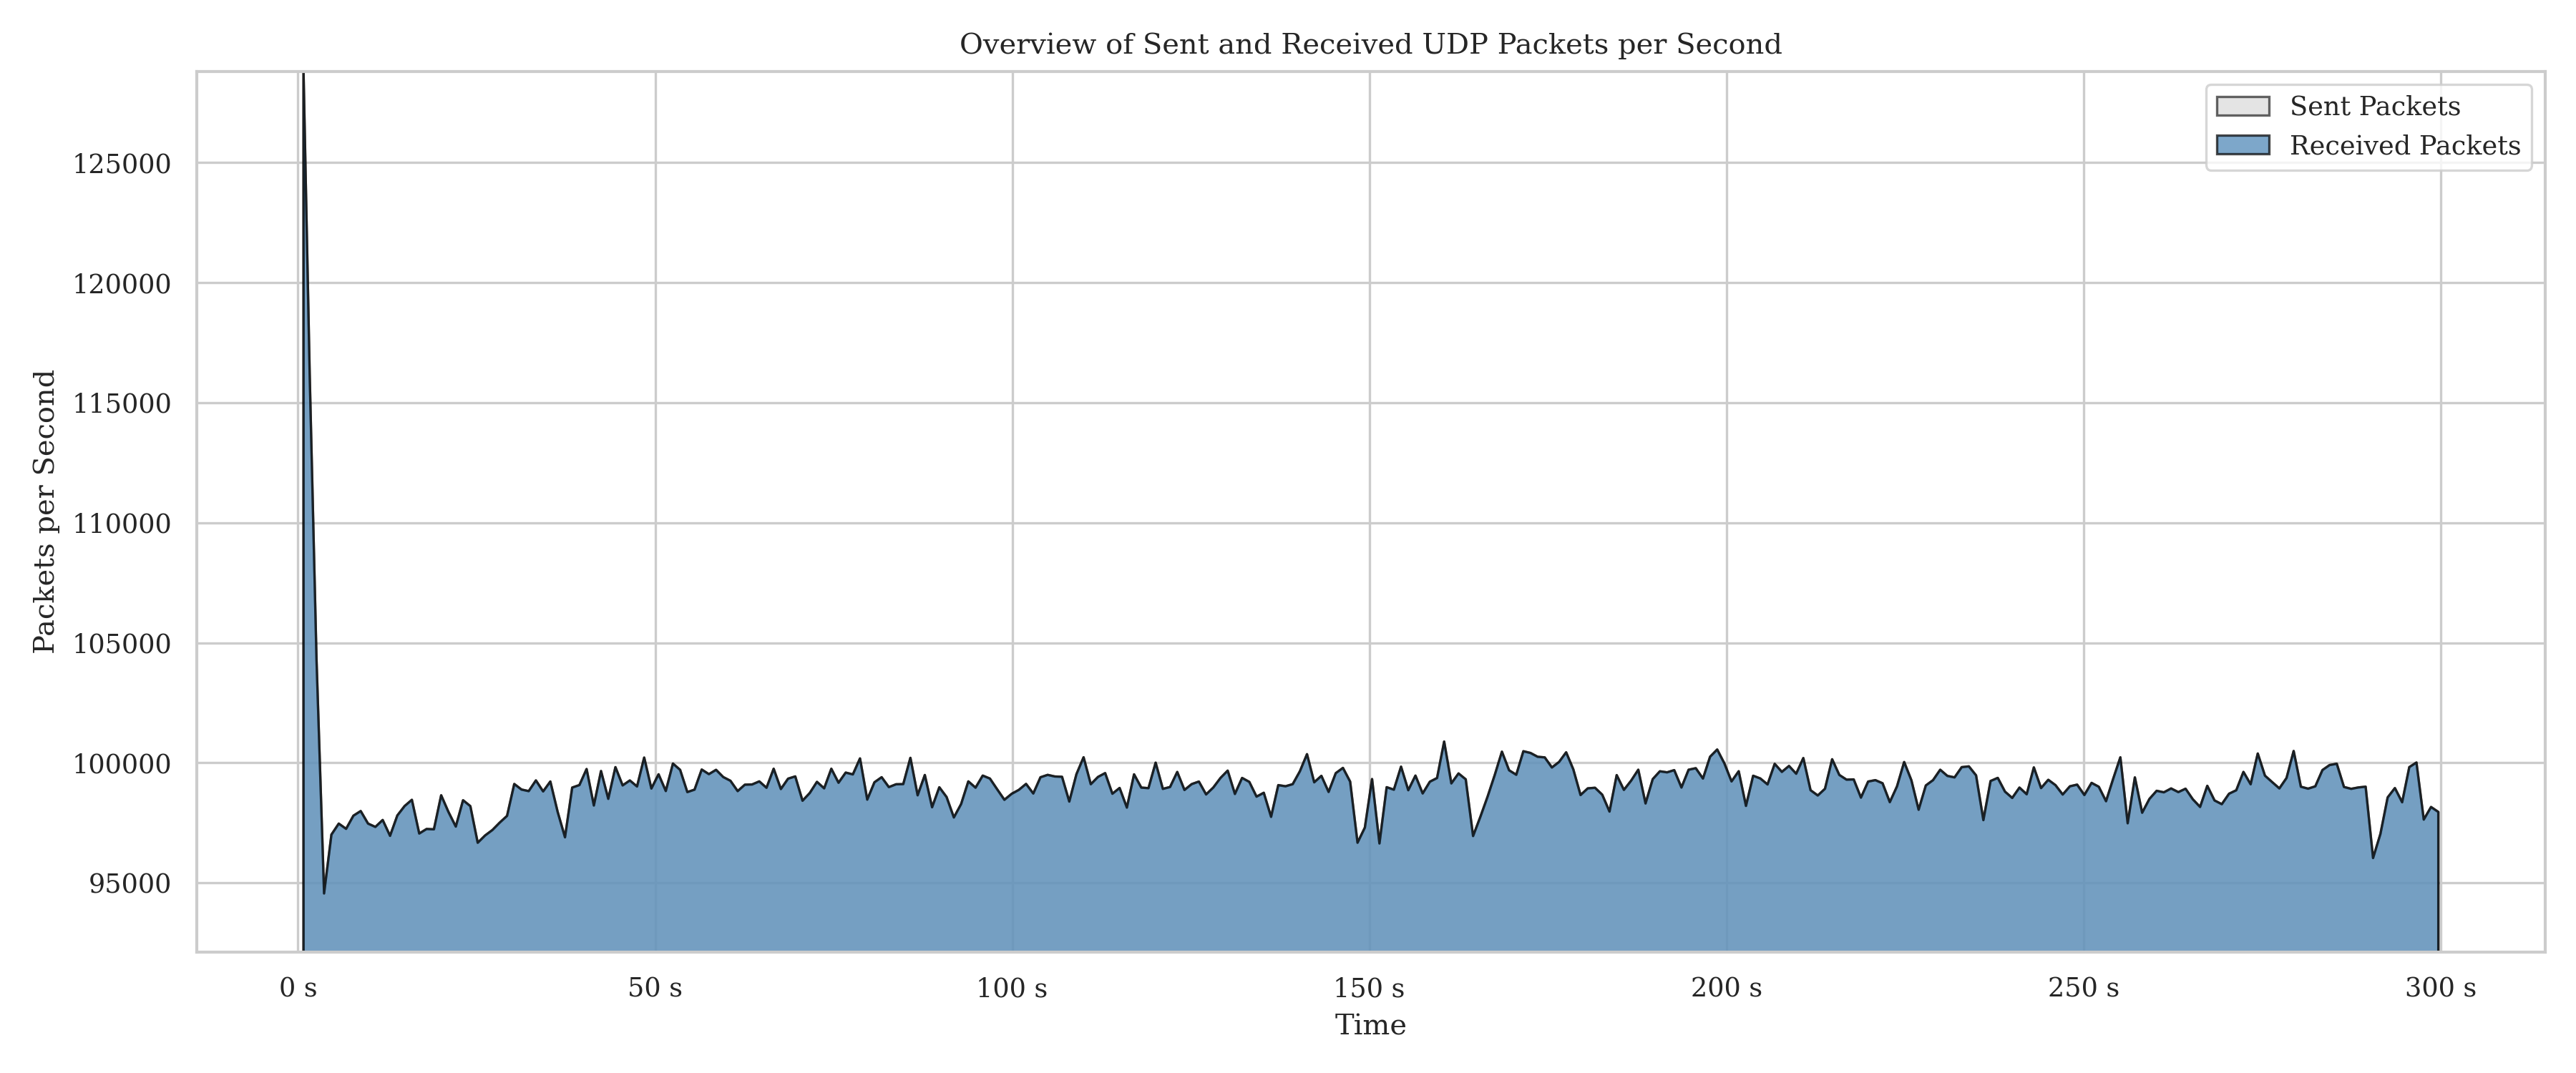 Overview of Sent and Received UDP Packets per Second
Sent Packets
Received Packets
Packets per Second
125000
120000
115000
110000
105000
100000
95000
0 s
50 s
100 s
150 s
200 s
250 s
300 s
Time